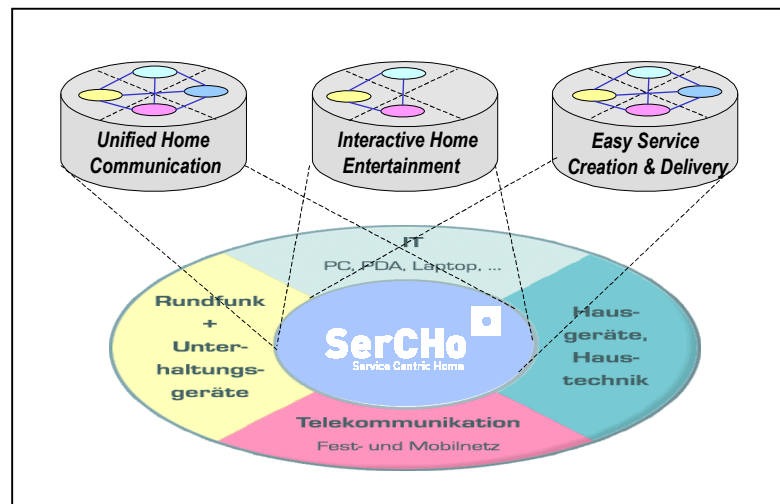 Unified Home
Communication
Interactive Home
Entertainment
Easy Service
Creation & Delivery
IT
PC, PDA, Laptop, ...
Rundfunk
+
Unter-
haltungs-
geräte
SerCHo
Service Centric Home
Haus-
geräte,
Haus-
technik
Telekommunikation
Fest- und Mobilnetz